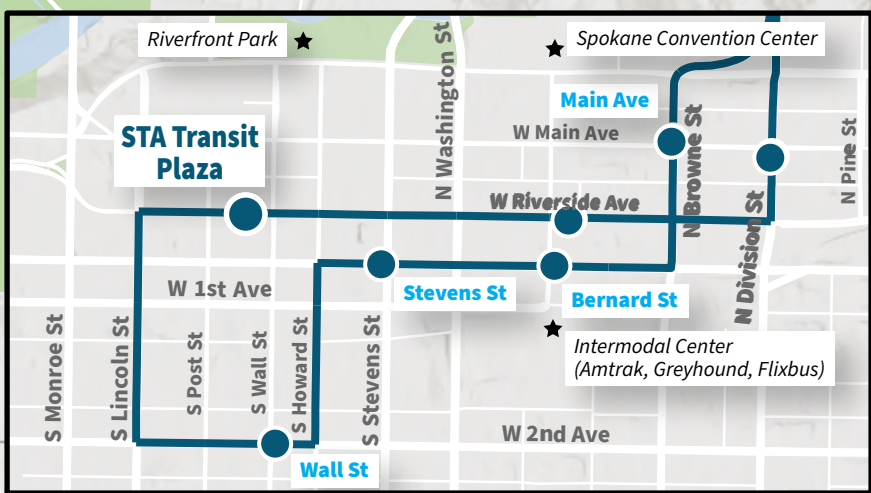 Riverfront Park
Spokane Convention Center
N Washington St
Main Ave
W Main Ave
STA Transit
Plaza
N Pine St
N Browne St
W Riverside Ave
N Division St
W 1st Ave
Stevens St
Bernard St
S Monroe St
S Lincoln St
S Post St
S Wall St
S Howard St
S Stevens St
Intermodal Center
(Amtrak, Greyhound, Flixbus)
W 2nd Ave
Wall St